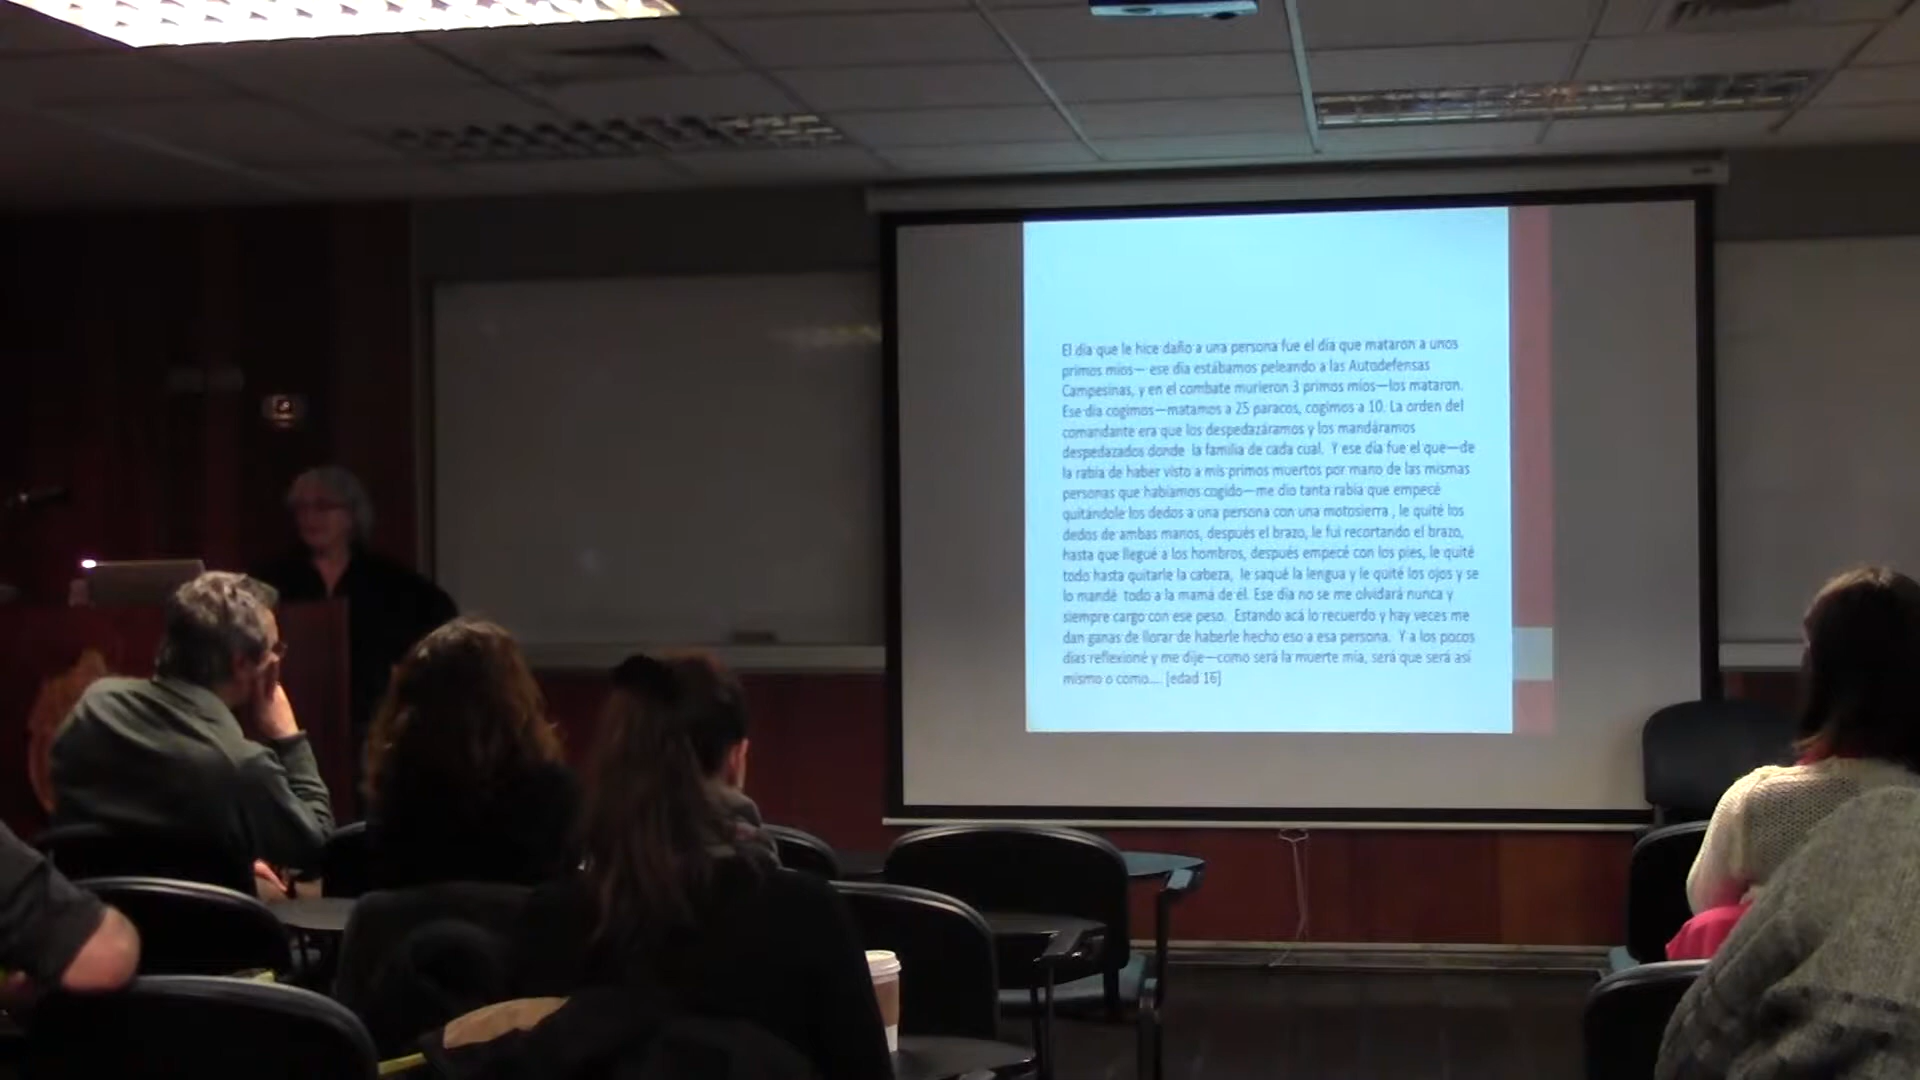 El día que le hice daño a una persona fue el día que mataron a unos
primos míos— ese día estábamos peleando a las Autodefensas
Campesinas, y en el combate murieron 3 primos míos—los mataron.
Ese día cogimos—matamos a 25 paracos, cogimos a 10. La orden del
comandante era que los despedazáramos y los mandáramos
despedazados donde la familia de cada cual. Y ese día fue el que—de
la rabia de haber visto a mis primos muertos por mano de las mismas
personas que habíamos cogido—me dio tanta rabia que empecé
quitándole los dedos a una persona con una motosierra , le quité los
dedos de ambas manos, después el brazo, le fui recortando el brazo,
hasta que llegué a los hombros, después empecé con los pies, le quité
todo hasta quitarle la cabeza, le saqué la lengua y le quité los ojos y se
lo mandé todo a la mamá de él. Ese día no se me olvidará nunca y
siempre cargo con ese peso. Estando acá lo recuerdo y hay veces me
dan ganas de llorar de haberle hecho eso a esa persona. Y a los pocos
días reflexioné y me dije—como será la muerte mía, será que será así
mismo o como.... [edad 16]